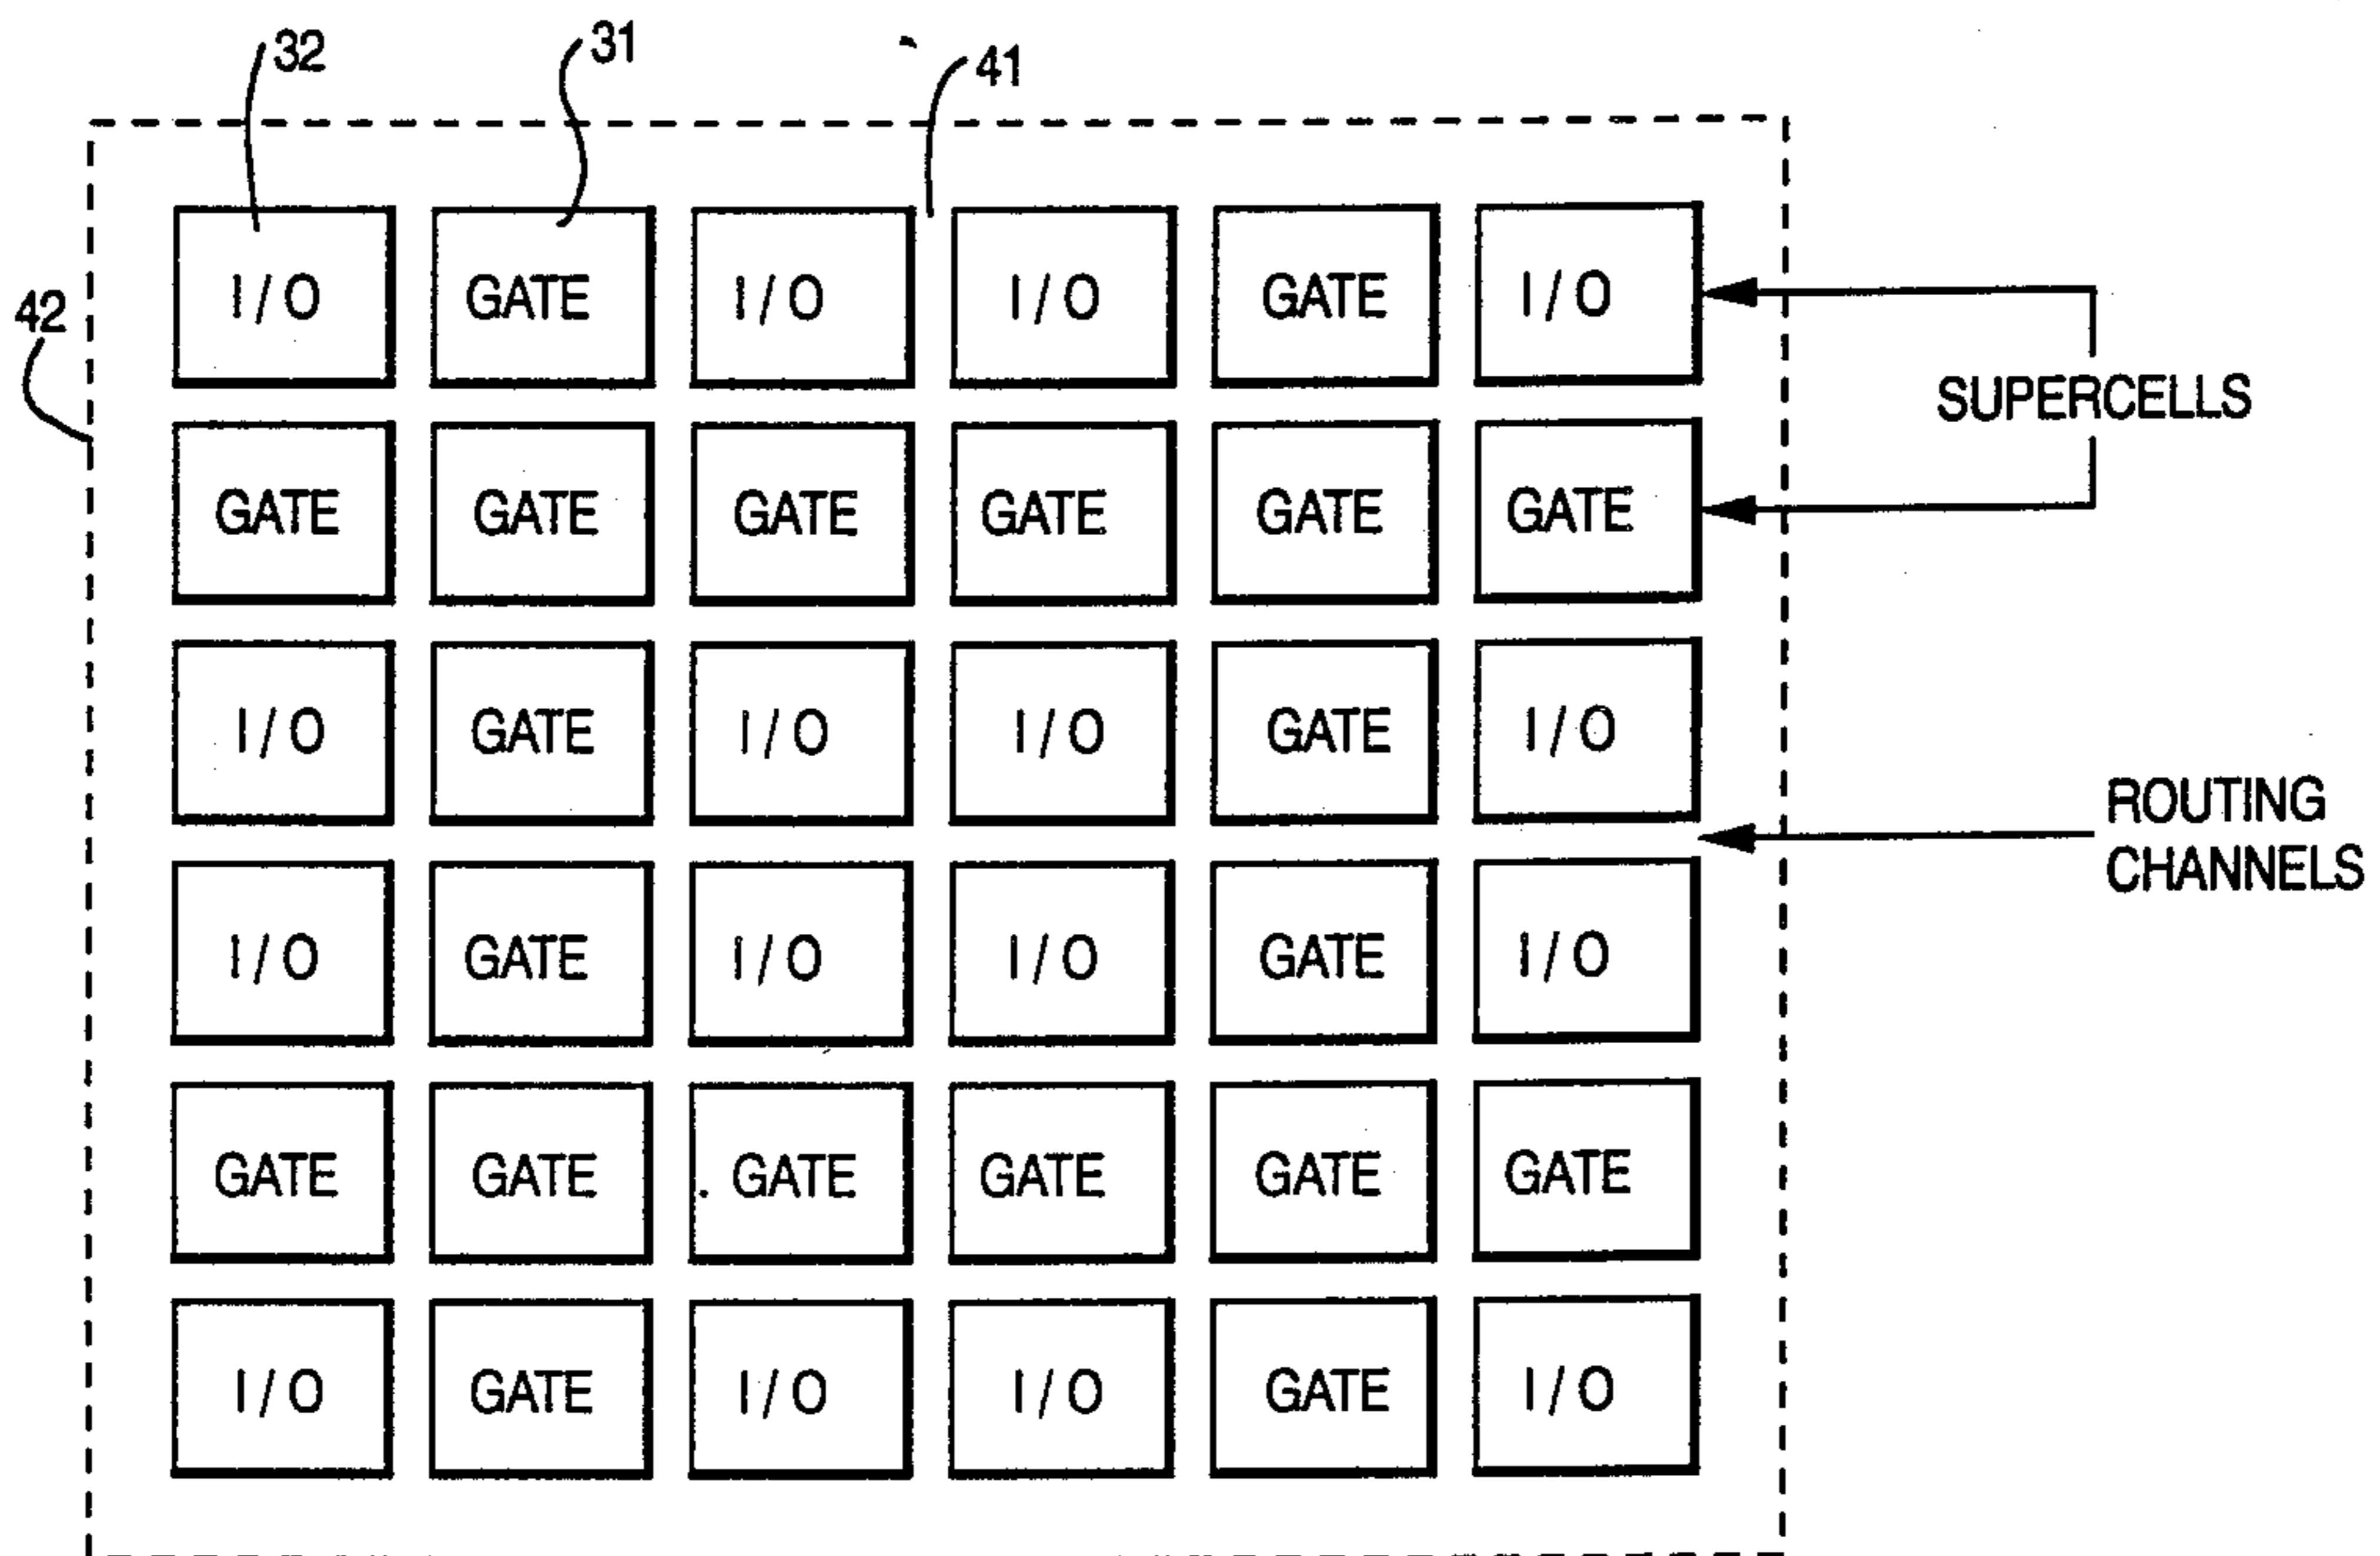 32 31 41
I/O GATE I/O I/O GATE I/O
42
SUPERCELLS
GATE GATE GATE GATE GATE GATE
I/O GATE I/O I/O GATE I/O
ROUTING
CHANNELS
I/O GATE I/O I/O GATE I/O
GATE GATE GATE GATE GATE GATE
I/O GATE I/O I/O GATE I/O